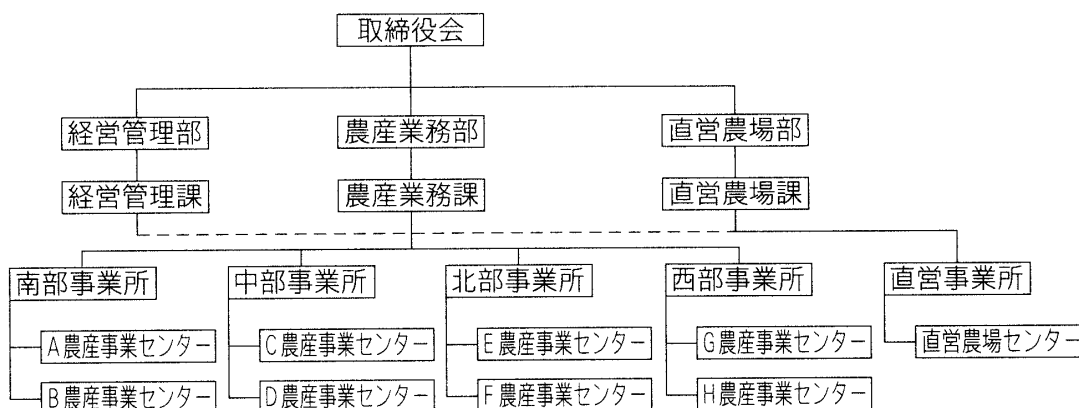 取締役会
経営管理部 農産業務部 直営農場部
経営管理課 農産業務課 直営農場課
南部事業所 中部事業所 北部事業所 西部事業所 直営事業所
A農産事業センター C農産事業センター E農産事業センター G農産事業センター 直営農場センター
B農産事業センター D農産事業センター F農産事業センター H農産事業センター